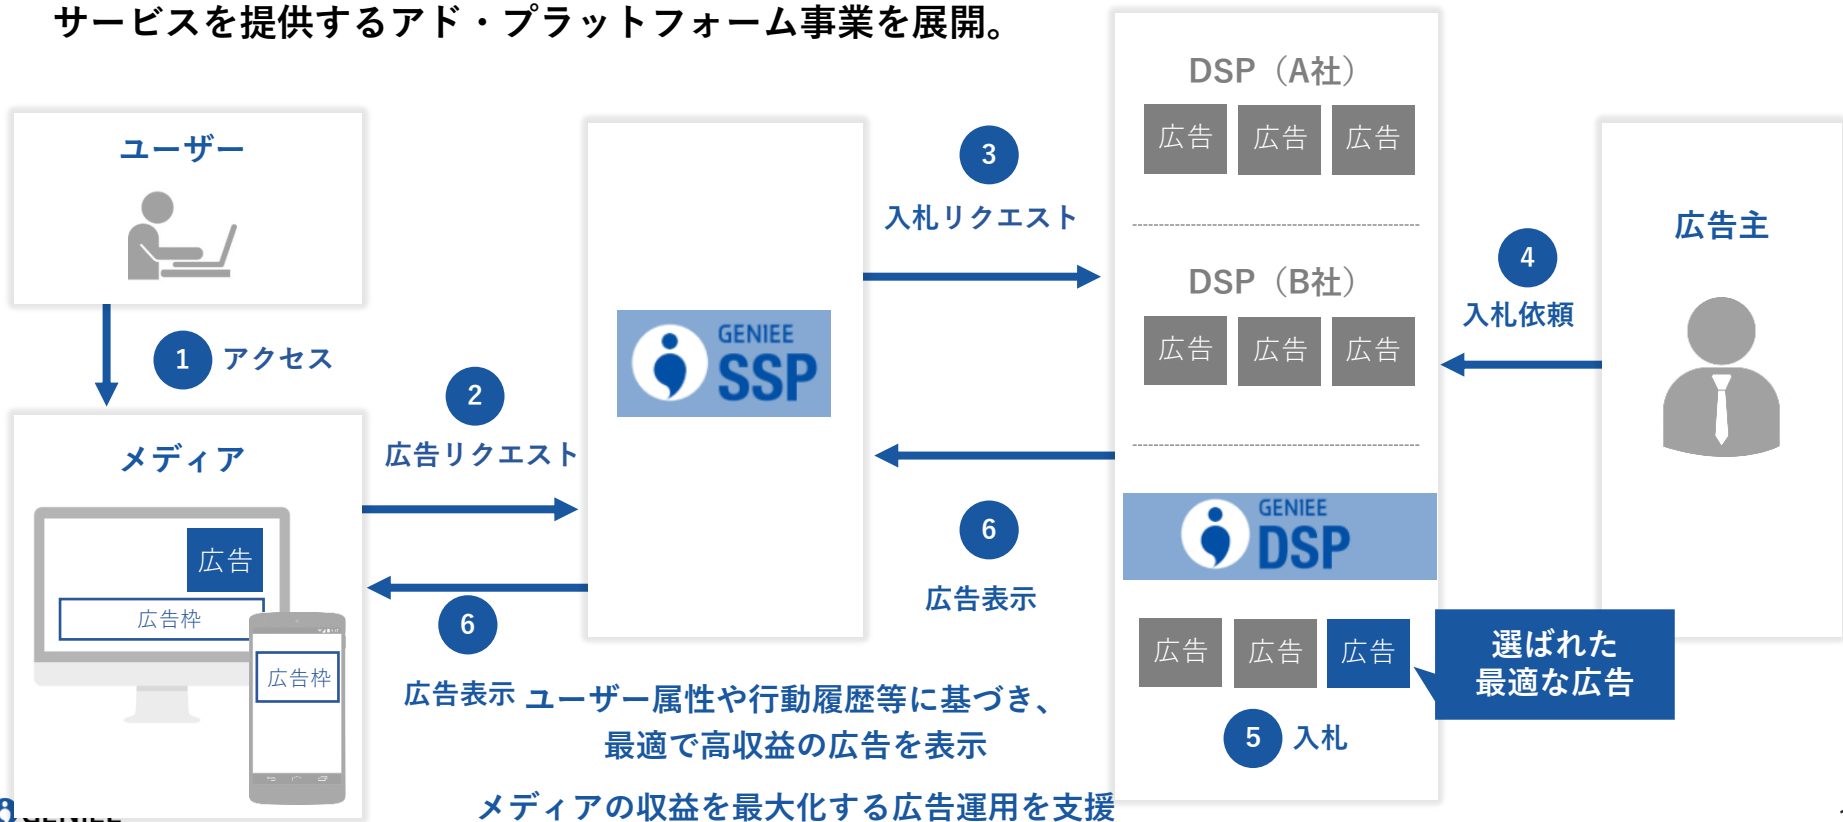 サービスを提供するアド・プラットフォーム事業を展開。
ユーザー
1 アクセス
メディア
広告
広告枠
広告枠
2
広告リクエスト
6
広告表示
GENIEE
SSP
3
入札リクエスト
6
広告表示
DSP（A社）
広告 広告 広告
DSP（B社）
広告 広告 広告
GENIEE
DSP
広告 広告 広告
5 入札
選ばれた
最適な広告
4
入札依頼
広告主
ユーザー属性や行動履歴等に基づき、
最適で高収益の広告を表示
メディアの収益を最大化する広告運用を支援
GENIEE